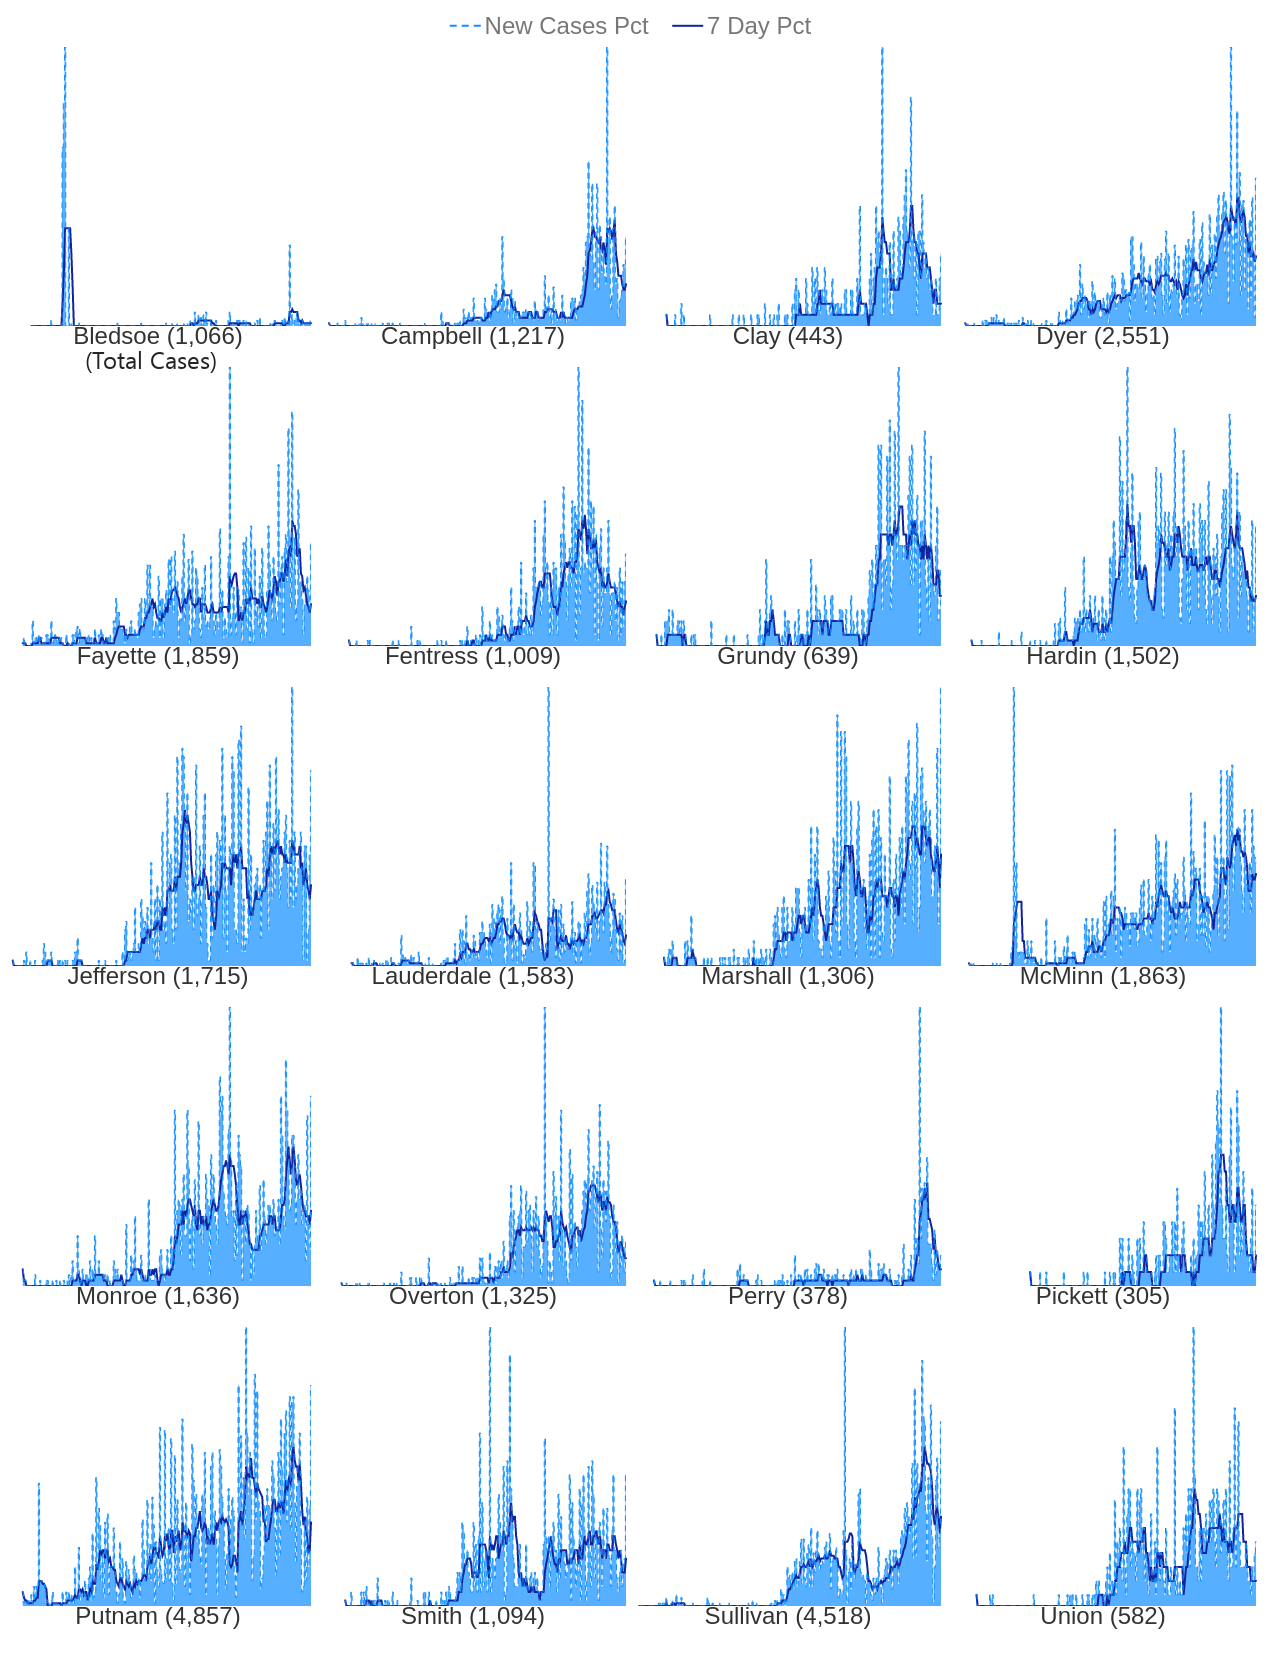 New Cases Pct 7 Day Pct
Bledsoe (1,066) Campbell (1,217) Clay (443) Dyer (2,551)
(Total Cases)
Fayette (1,859) Fentress (1,009) Grundy (639) Hardin (1,502)
Jefferson (1,715) Lauderdale (1,583) Marshall (1,306) McMinn (1,863)
Monroe (1,636) Overton (1,325) Perry (378) Pickett (305)
Putnam (4,857) Smith (1,094) Sullivan (4,518) Union (582)